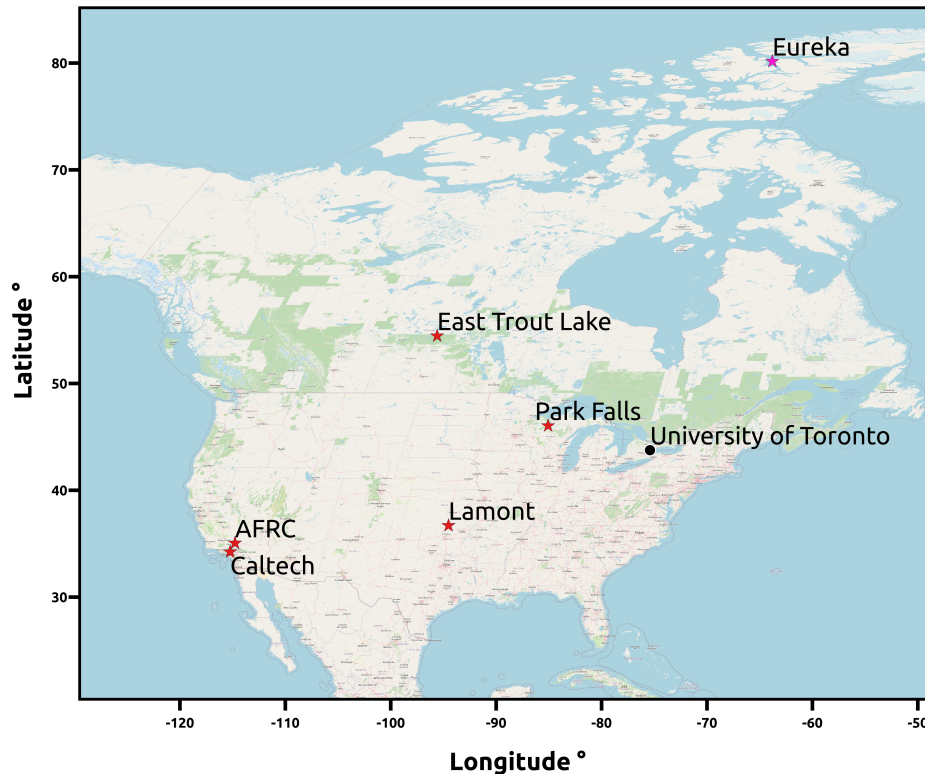 Eureka
80
70
60
East Trout Lake
50
Park Falls
University of Toronto
40
Lamont
AFRC
Caltech
30
Latitude °
-120
-110
-100
-90
-80
-70
-60
-50
Longitude °